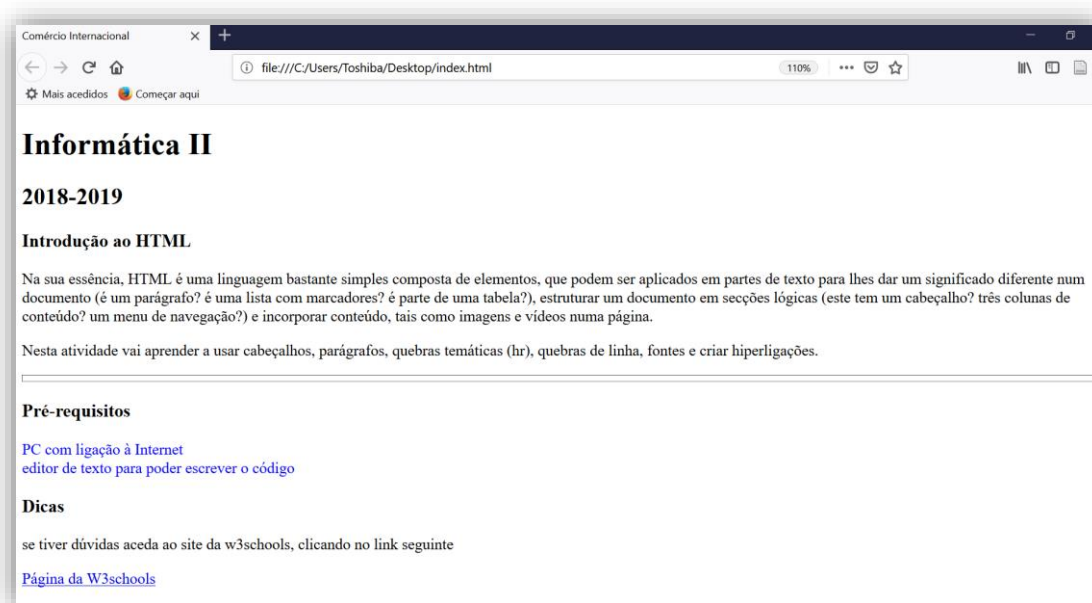 Comércio Internacional
file:///C:/Users/Toshiba/Desktop/index.html
110%
Mais acedidos
Começar aqui
Informática II
2018-2019
Introdução ao HTML
Na sua essência, HTML é uma linguagem bastante simples composta de elementos, que podem ser aplicados em partes de texto para lhes dar um significado diferente num
documento (é um parágrafo? é uma lista com marcadores? é parte de uma tabela?), estruturar um documento em secções lógicas (este tem um cabeçalho? três colunas de
conteúdo? um menu de navegação?) e incorporar conteúdo, tais como imagens e vídeos numa página.
Nesta atividade vai aprender a usar cabeçalhos, parágrafos, quebras temáticas (hr), quebras de linha, fontes e criar hiperligações.
Pré-requisitos
PC com ligação à Internet
editor de texto para poder escrever o código
Dicas
se tiver dúvidas aceda ao site da w3schools, clicando no link seguinte
Página da W3schools